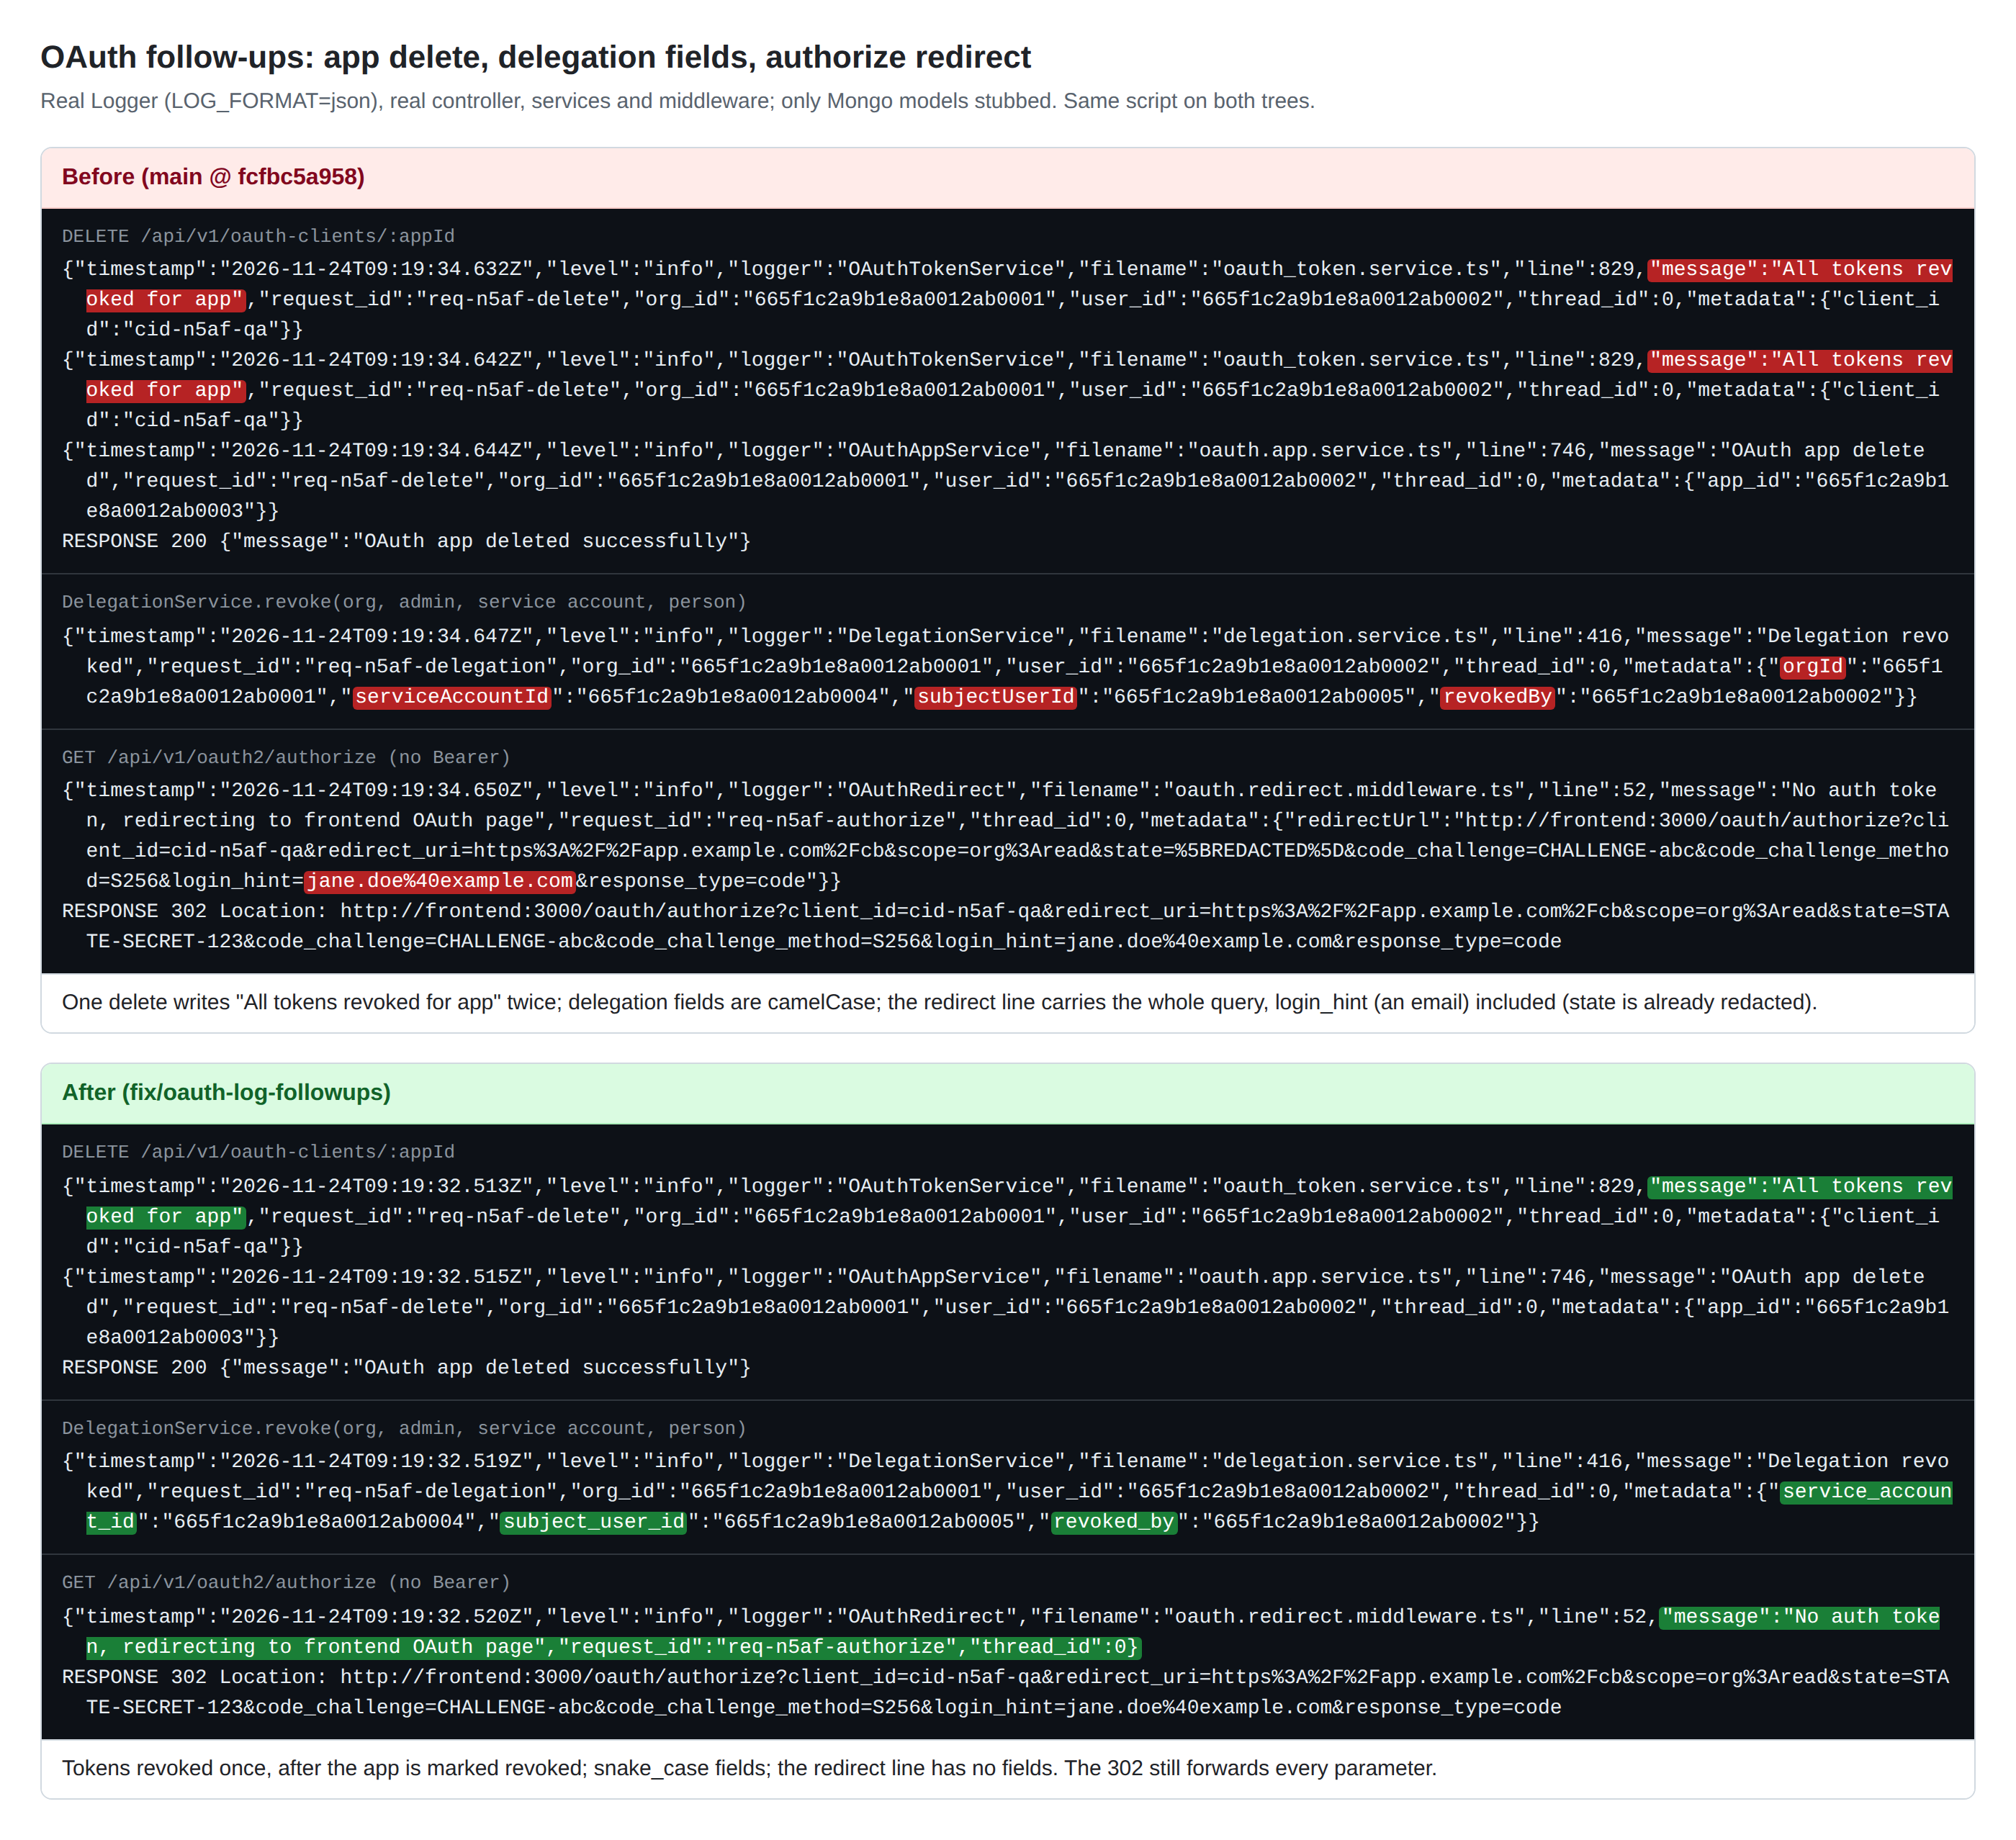 OAuth follow-ups: app delete, delegation fields, authorize redirect
Real Logger (LOG_FORMAT=json), real controller, services and middleware; only Mongo models stubbed. Same script on both trees.
Before (main @ fcfbc5a958)
DELETE /api/v1/oauth-clients/:appId
{"timestamp":"2026-11-24T09:19:34.632Z","level":"info","logger":"OAuthTokenService","filename":"oauth_token.service.ts","line":829,"message":"All tokens rev
oked for app","request_id":"req-n5af-delete","org_id":"665f1c2a9b1e8a0012ab0001","user_id":"665f1c2a9b1e8a0012ab0002","thread_id":0,"metadata":{"client_i
d":"cid-n5af-qa"}}
{"timestamp":"2026-11-24T09:19:34.642Z","level":"info","logger":"OAuthTokenService","filename":"oauth_token.service.ts","line":829,"message":"All tokens rev
oked for app","request_id":"req-n5af-delete","org_id":"665f1c2a9b1e8a0012ab0001","user_id":"665f1c2a9b1e8a0012ab0002","thread_id":0,"metadata":{"client_i
d":"cid-n5af-qa"}}
{"timestamp":"2026-11-24T09:19:34.644Z","level":"info","logger":"OAuthAppService","filename":"oauth.app.service.ts","line":746,"message":"OAuth app delete
d","request_id":"req-n5af-delete","org_id":"665f1c2a9b1e8a0012ab0001","user_id":"665f1c2a9b1e8a0012ab0002","thread_id":0,"metadata":{"app_id":"665f1c2a9b1
e8a0012ab0003"}}
RESPONSE 200 {"message":"OAuth app deleted successfully"}
DelegationService.revoke(org, admin, service account, person)
{"timestamp":"2026-11-24T09:19:34.647Z","level":"info","logger":"DelegationService","filename":"delegation.service.ts","line":416,"message":"Delegation revo
ked","request_id":"req-n5af-delegation","org_id":"665f1c2a9b1e8a0012ab0001","user_id":"665f1c2a9b1e8a0012ab0002","thread_id":0,"metadata":{"orgId":"665f1
c2a9b1e8a0012ab0001","serviceAccountId":"665f1c2a9b1e8a0012ab0004","subjectUserId":"665f1c2a9b1e8a0012ab0005","revokedBy":"665f1c2a9b1e8a0012ab0002"}}
GET /api/v1/oauth2/authorize (no Bearer)
{"timestamp":"2026-11-24T09:19:34.650Z","level":"info","logger":"OAuthRedirect","filename":"oauth.redirect.middleware.ts","line":52,"message":"No auth toke
n, redirecting to frontend OAuth page","request_id":"req-n5af-authorize","thread_id":0,"metadata":{"redirectUrl":"http://frontend:3000/oauth/authorize?cli
ent_id=cid-n5af-qa&redirect_uri=https%3A%2F%2Fapp.example.com%2Fcb&scope=org%3Aread&state=%5BREDACTED%5D&code_challenge=CHALLENGE-abc&code_challenge_metho
d=S256&login_hint=jane.doe%40example.com&response_type=code"}}
RESPONSE 302 Location: http://frontend:3000/oauth/authorize?client_id=cid-n5af-qa&redirect_uri=https%3A%2F%2Fapp.example.com%2Fcb&scope=org%3Aread&state=STA
TE-SECRET-123&code_challenge=CHALLENGE-abc&code_challenge_method=S256&login_hint=jane.doe%40example.com&response_type=code
One delete writes "All tokens revoked for app" twice; delegation fields are camelCase; the redirect line carries the whole query, login_hint (an email) included (state is already redacted).
After (fix/oauth-log-followups)
DELETE /api/v1/oauth-clients/:appId
{"timestamp":"2026-11-24T09:19:32.513Z","level":"info","logger":"OAuthTokenService","filename":"oauth_token.service.ts","line":829,"message":"All tokens rev
oked for app","request_id":"req-n5af-delete","org_id":"665f1c2a9b1e8a0012ab0001","user_id":"665f1c2a9b1e8a0012ab0002","thread_id":0,"metadata":{"client_i
d":"cid-n5af-qa"}}
{"timestamp":"2026-11-24T09:19:32.515Z","level":"info","logger":"OAuthAppService","filename":"oauth.app.service.ts","line":746,"message":"OAuth app delete
d","request_id":"req-n5af-delete","org_id":"665f1c2a9b1e8a0012ab0001","user_id":"665f1c2a9b1e8a0012ab0002","thread_id":0,"metadata":{"app_id":"665f1c2a9b1
e8a0012ab0003"}}
RESPONSE 200 {"message":"OAuth app deleted successfully"}
DelegationService.revoke(org, admin, service account, person)
{"timestamp":"2026-11-24T09:19:32.519Z","level":"info","logger":"DelegationService","filename":"delegation.service.ts","line":416,"message":"Delegation revo
ked","request_id":"req-n5af-delegation","org_id":"665f1c2a9b1e8a0012ab0001","user_id":"665f1c2a9b1e8a0012ab0002","thread_id":0,"metadata":{"service_accoun
t_id":"665f1c2a9b1e8a0012ab0004","subject_user_id":"665f1c2a9b1e8a0012ab0005","revoked_by":"665f1c2a9b1e8a0012ab0002"}}
GET /api/v1/oauth2/authorize (no Bearer)
{"timestamp":"2026-11-24T09:19:32.520Z","level":"info","logger":"OAuthRedirect","filename":"oauth.redirect.middleware.ts","line":52,"message":"No auth toke
n, redirecting to frontend OAuth page","request_id":"req-n5af-authorize","thread_id":0}
RESPONSE 302 Location: http://frontend:3000/oauth/authorize?client_id=cid-n5af-qa&redirect_uri=https%3A%2F%2Fapp.example.com%2Fcb&scope=org%3Aread&state=STA
TE-SECRET-123&code_challenge=CHALLENGE-abc&code_challenge_method=S256&login_hint=jane.doe%40example.com&response_type=code
Tokens revoked once, after the app is marked revoked; snake_case fields; the redirect line has no fields. The 302 still forwards every parameter.